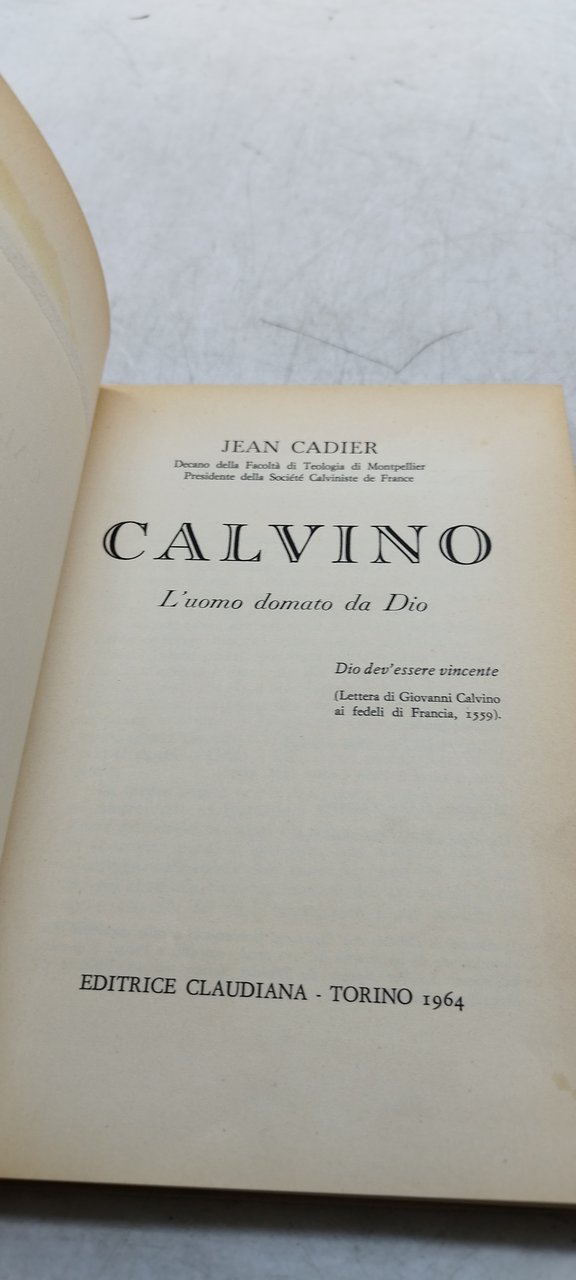 JEAN CADIER
Decano della Facoltà di Teologia di Montpellier
Presidente della Société Calviniste de France
CALVINO
L'uomo domato da Dio
Dio dev'essere vincente
(Lettera di Giovanni Calvino
ai fedeli di Francia, 1559).
EDITRICE CLAUDIANA - TORINO 1964